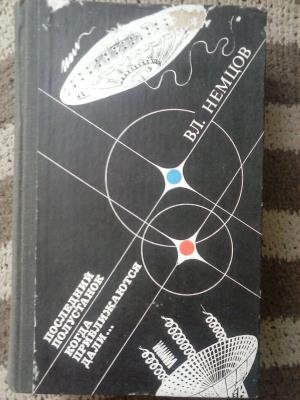 ВЛ. НЕМЦОВ
ПОСЛЕДНИЙ
ПОЛУСТАНОК
КОГДА
ПРИБЛИЖАЮТСЯ
ДАЛИ...